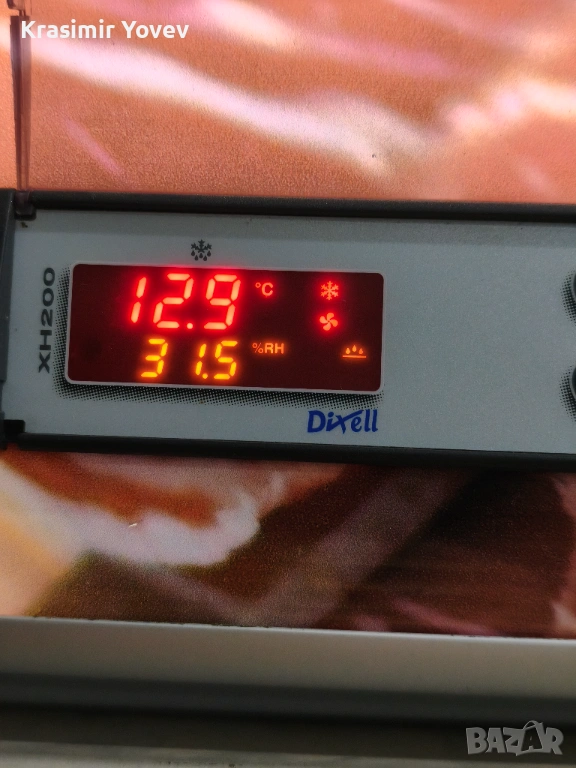 Krasimir Yovev
XH200
12.9 °C
31.5 %RH
Dixell
BAZAR